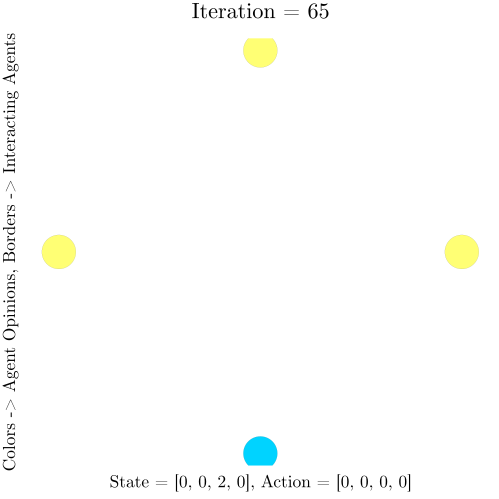 Iteration = 65
Colors -> Agent Opinions, Borders -> Interacting Agents
State = [0, 0, 2, 0], Action = [0, 0, 0, 0]